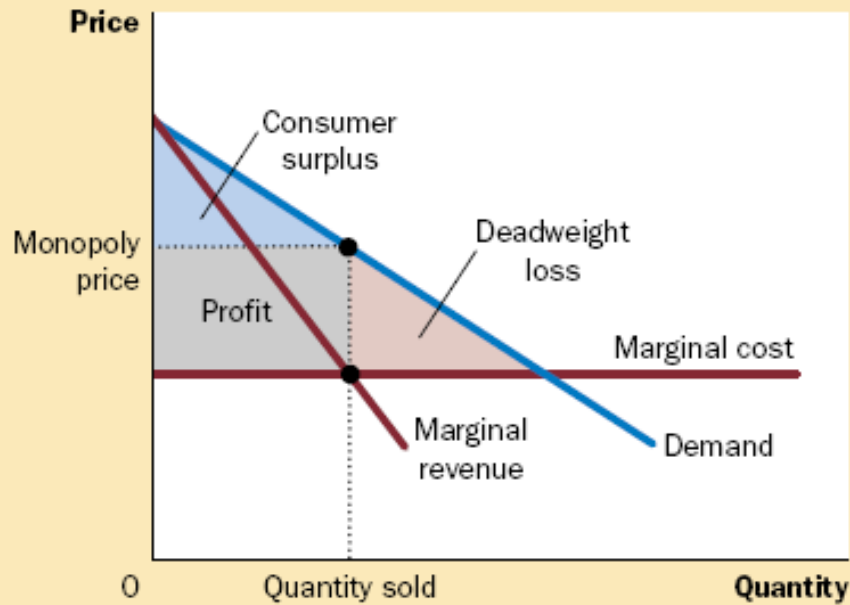 Price
Consumer
surplus
Deadweight
loss
Monopoly
price
Profit
Marginal cost
Marginal
revenue
Demand
0
Quantity sold
Quantity